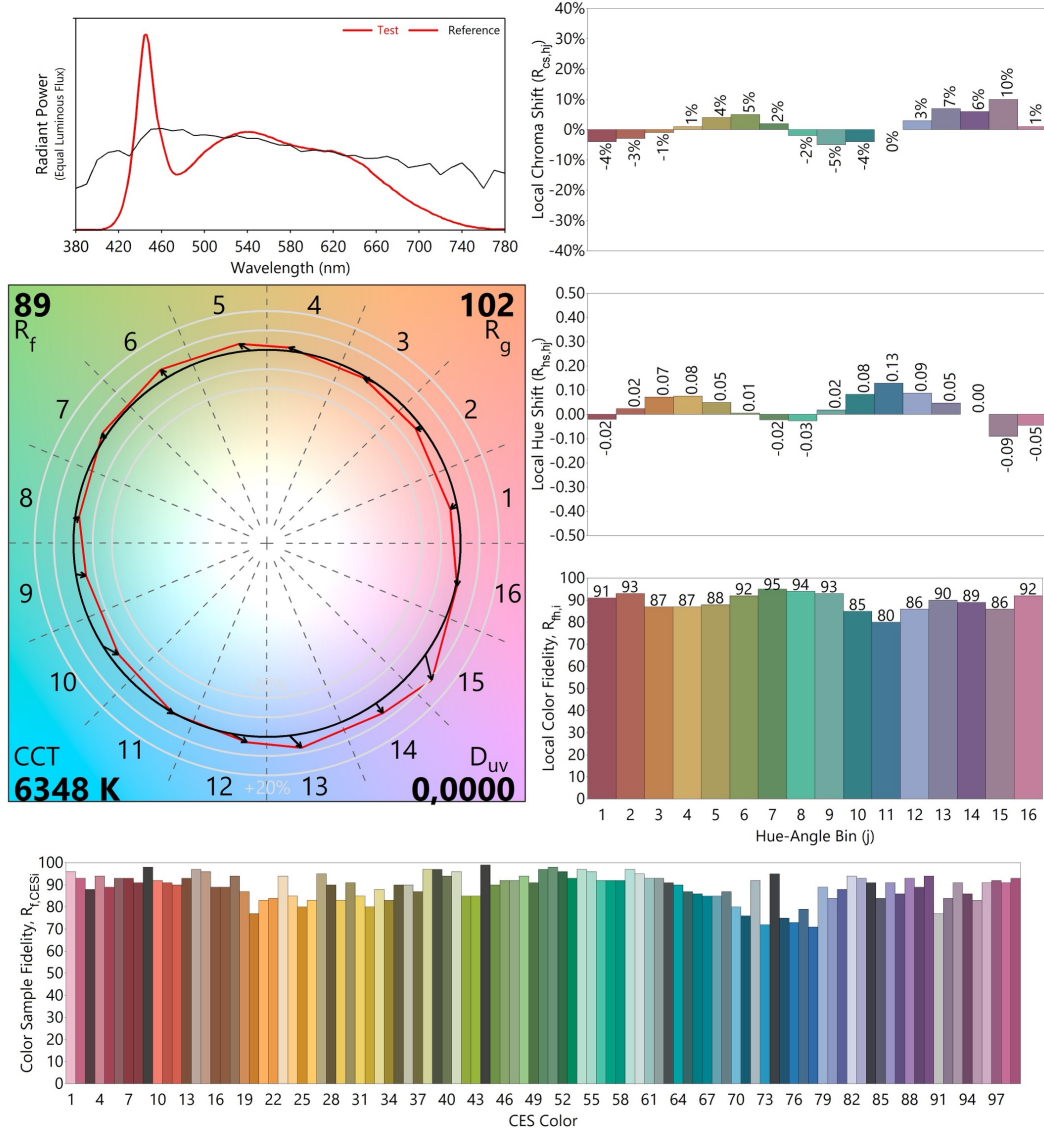 Test
Reference
Radiant Power
(Equal Luminous Flux)
380 420 460 500 540 580 620 660 700 740 780
Wavelength (nm)
40%
30%
20%
10%
0%
-10%
-20%
-30%
-40%
Local Chroma Shift (Rcs,hj)
-4% -3% -1% 1% 4% 5% 2% -2% -5% -4% 0% 3% 7% 6% 10% 1%
89
Rf
102
Rg
5 4
6 3
7 2
8 1
9 16
10 15
11 14
12 +20% 13
CCT
6348 K
Duv
0,0000
0.50
0.40
0.30
0.20
0.10
0.00
-0.10
-0.20
-0.30
-0.40
-0.50
Local Hue Shift (Rhs,hj)
-0.02 0.02 0.07 0.08 0.05 0.01 -0.02 -0.03 0.02 0.08 0.13 0.09 0.05 0.00 -0.09 -0.05
100
90
80
70
60
50
40
30
20
10
0
Local Color Fidelity, Rfh,i
91 93 87 87 88 92 95 94 93 85 80 86 90 89 86 92
1 2 3 4 5 6 7 8 9 10 11 12 13 14 15 16
Hue-Angle Bin (j)
100
90
80
70
60
50
40
30
20
10
0
Color Sample Fidelity, Rf,CESi
1 4 7 10 13 16 19 22 25 28 31 34 37 40 43 46 49 52 55 58 61 64 67 70 73 76 79 82 85 88 91 94 97
CES Color